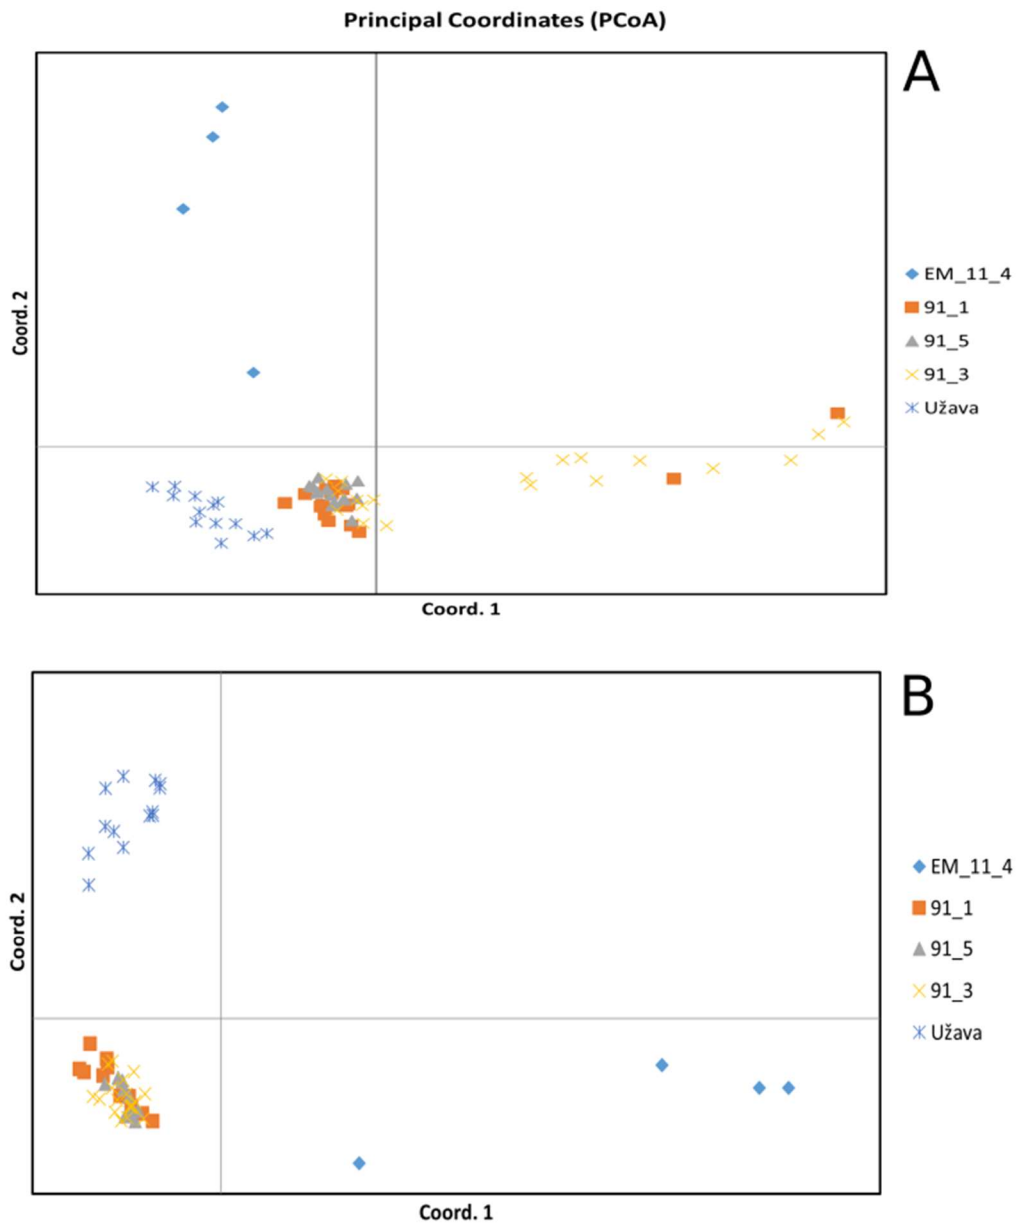 Principal Coordinates (PCoA)
A
Coord. 2
EM_11_4
91_1
91_5
91_3
Užava
Coord. 1
B
Coord. 2
EM_11_4
91_1
91_5
91_3
Užava
Coord. 1